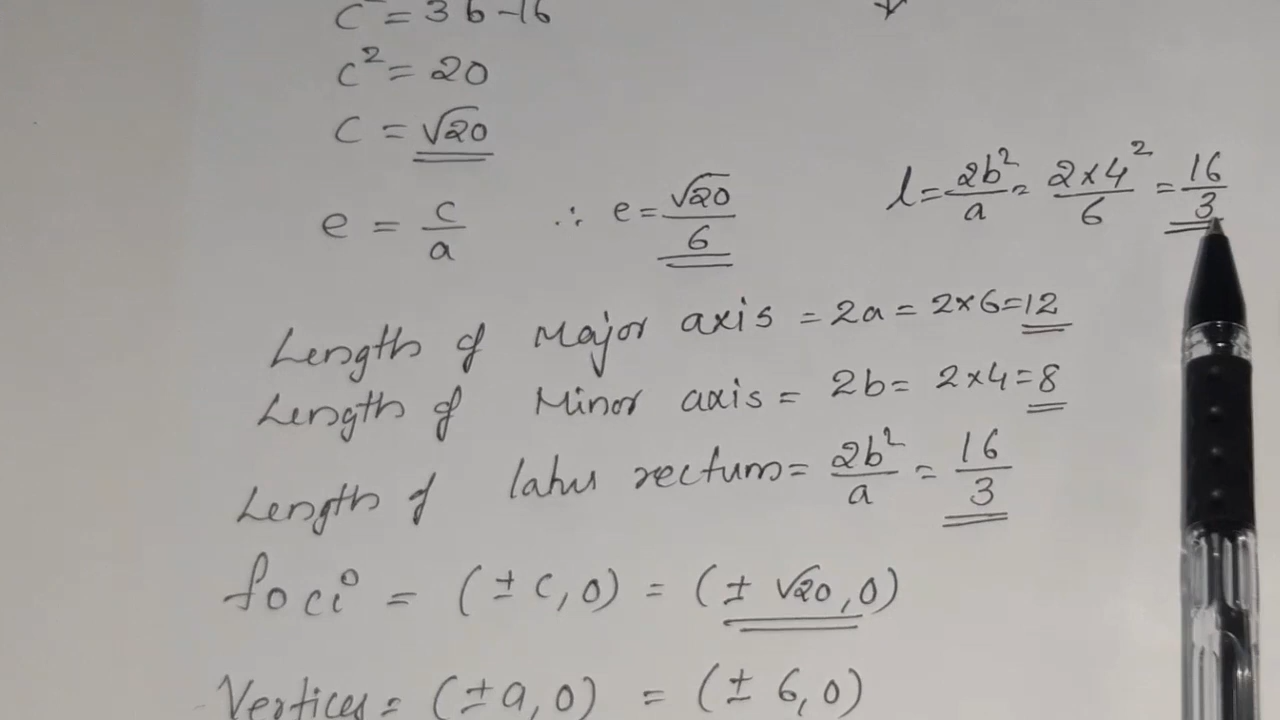 c² = 36 - 16
c² = 20
c = √20
e = c/a ∴ e = √20/6
l = 2b²/a = 2×4²/6 = 16/3
Length of Major axis = 2a = 2×6 = 12
Length of Minor axis = 2b = 2×4 = 8
Length of latus rectum = 2b²/a = 16/3
foci = (± c, 0) = (± √20, 0)
Vertices = (± a, 0) = (± 6, 0)